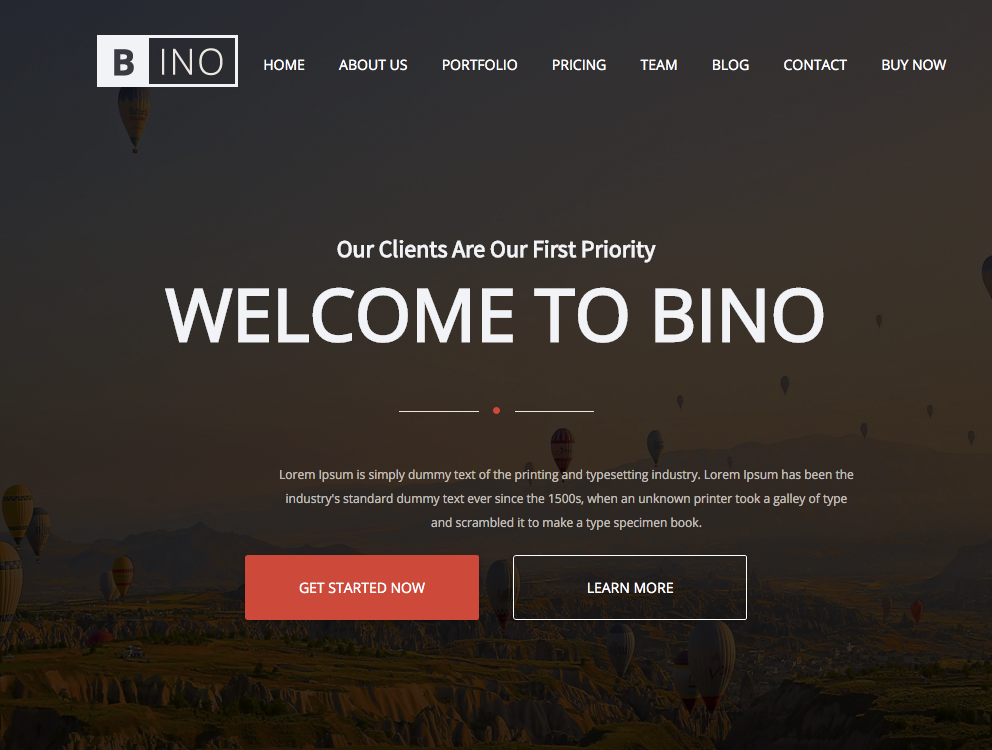 BINO HOME ABOUT US PORTFOLIO PRICING TEAM BLOG CONTACT BUY NOW
Our Clients Are Our First Priority
WELCOME TO BINO
Lorem Ipsum is simply dummy text of the printing and typesetting industry. Lorem Ipsum has been the
industry's standard dummy text ever since the 1500s, when an unknown printer took a galley of type
and scrambled it to make a type specimen book.
GET STARTED NOW LEARN MORE